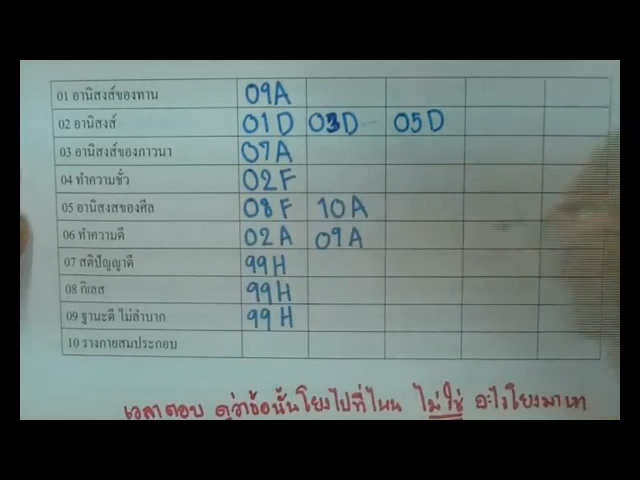 01 อานิสงส์ของทาน 09A
02 อานิสงส์ 01D 03D 05D
03 อานิสงส์ของภาวนา 07A
04 ทำความชั่ว 02F
05 อานิสงสของศีล 08F 10A
06 ทำความดี 02A 09A
07 สติปัญญาดี 99H
08 กิเลส 99H
09 ฐานะดี ไม่ลำบาก 99H
10 ร่างกายสมประกอบ
เวลาตอบ ดูว่าข้อนั้นโยงไปที่ไหน ไม่ใช่ อะไรโยงมาหา